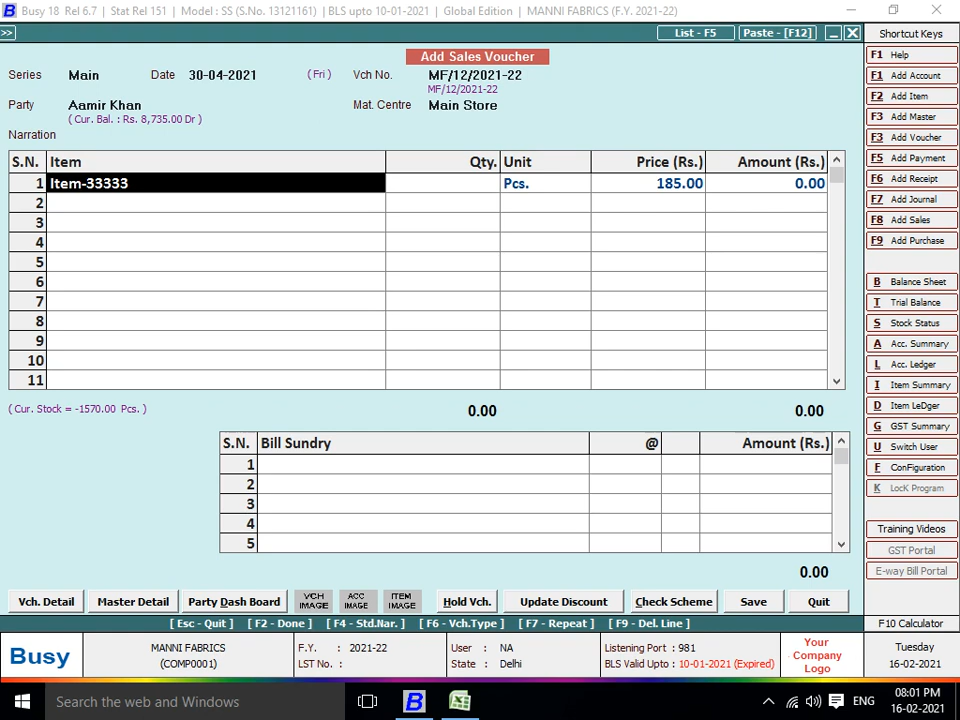 Busy 18 Rel 6.7 | Stat Rel 151 | Model : SS (S.No. 13121161) | BLS upto 10-01-2021 | Global Edition | MANNI FABRICS (F.Y. 2021-22)
>> List - F5 Paste - [F12]
Add Sales Voucher
Series Main Date 30-04-2021 (Fri) Vch No. MF/12/2021-22
MF/12/2021-22
Party Aamir Khan Mat. Centre Main Store
(Cur. Bal. : Rs. 8,735.00 Dr )
Narration
S.N. Item Qty. Unit Price (Rs.) Amount (Rs.)
1 Item-33333 Pcs. 185.00 0.00
2
3
4
5
6
7
8
9
10
11
(Cur. Stock = -1570.00 Pcs. ) 0.00 0.00
S.N. Bill Sundry @ Amount (Rs.)
1
2
3
4
5
0.00
Vch. Detail Master Detail Party Dash Board VCH IMAGE ACC IMAGE ITEM IMAGE Hold Vch. Update Discount Check Scheme Save Quit
[ Esc - Quit ] [ F2 - Done ] [ F4 - Std.Nar. ] [ F6 - Vch.Type ] [ F7 - Repeat ] [ F9 - Del. Line ]
Shortcut Keys
F1 Help
F1 Add Account
F2 Add Item
F3 Add Master
F3 Add Voucher
F5 Add Payment
F6 Add Receipt
F7 Add Journal
F8 Add Sales
F9 Add Purchase
B Balance Sheet
T Trial Balance
S Stock Status
A Acc. Summary
L Acc. Ledger
I Item Summary
D Item LeDger
G GST Summary
U Switch User
F ConFiguration
K LocK Program
Training Videos
GST Portal
E-way Bill Portal
F10 Calculator
Busy
MANNI FABRICS
(COMP0001)
F.Y. : 2021-22
LST No. :
User : NA
State : Delhi
Listening Port : 981
BLS Valid Upto : 10-01-2021 (Expired)
Your
Company
Logo
Tuesday
16-02-2021
Search the web and Windows
B
ENG
08:01 PM
16-02-2021